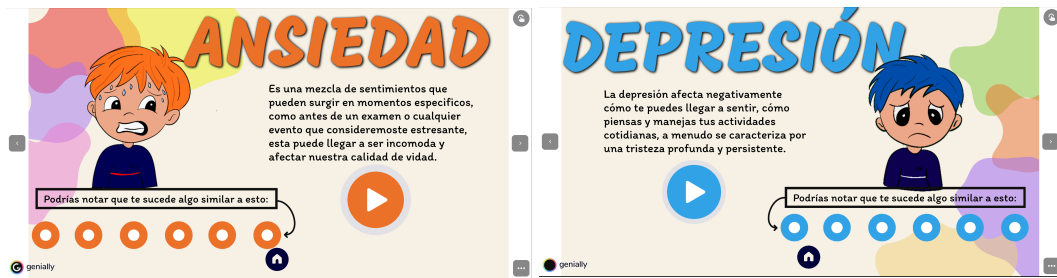 ANSIEDAD
Es una mezcla de sentimientos que
pueden surgir en momentos especificos,
como antes de un examen o cualquier
evento que consideremoste estresante,
esta puede llegar a ser incomoda y
afectar nuestra calidad de vidad.
Podrías notar que te sucede algo similar a esto:
genially
DEPRESIÓN
La depresión afecta negativamente
cómo te puedes llegar a sentir, cómo
piensas y manejas tus actividades
cotidianas, a menudo se caracteriza por
una tristeza profunda y persistente.
Podrías notar que te sucede algo similar a esto:
genially